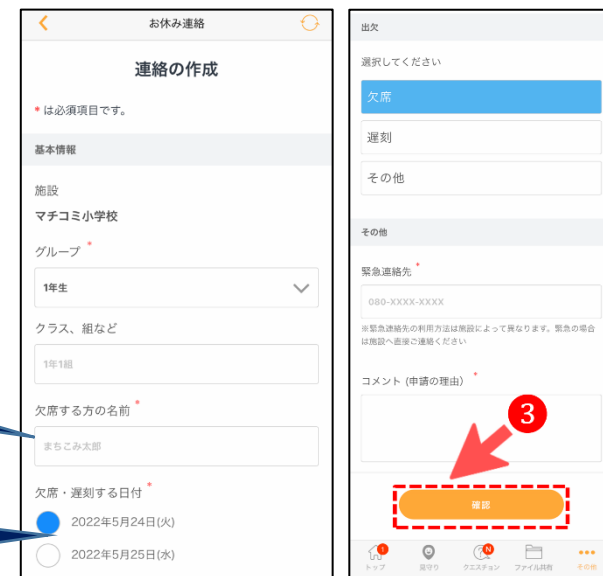 お休み連絡
連絡の作成
* は必須項目です。
基本情報
施設
マチコミ小学校
グループ *
1年生
クラス、組など
1年1組
欠席する方の名前 *
まちこみ太郎
欠席・遅刻する日付 *
2022年5月24日(火)
2022年5月25日(水)
出欠
選択してください
欠席
遅刻
その他
その他
緊急連絡先 *
080-XXXX-XXXX
※緊急連絡先の利用方法は施設によって異なります。緊急の場合
は施設へ直接ご連絡ください
コメント (申請の理由) *
3
確認
1
N
トップ 見守り クエスチョン ファイル共有 その他